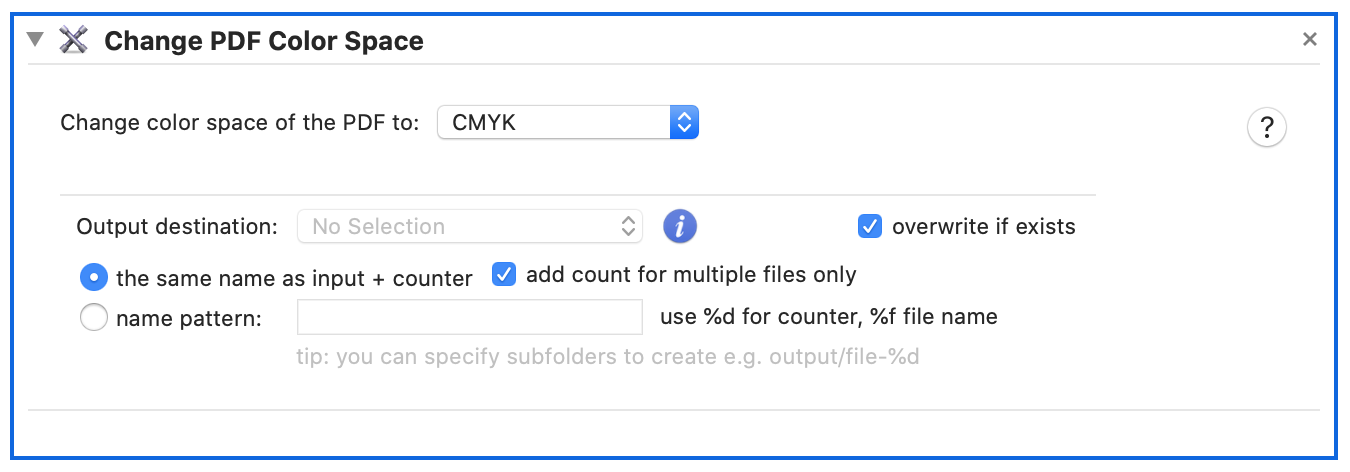 Change PDF Color Space
Change color space of the PDF to: CMYK
?
Output destination: No Selection i overwrite if exists
the same name as input + counter add count for multiple files only
name pattern: use %d for counter, %f file name
tip: you can specify subfolders to create e.g. output/file-%d